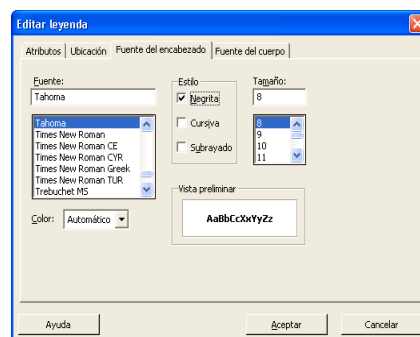 Editar leyenda
Atributos Ubicación Fuente del encabezado Fuente del cuerpo
Fuente:
Tahoma
Tahoma
Times New Roman
Times New Roman CE
Times New Roman CYR
Times New Roman Greek
Times New Roman TUR
Trebuchet MS
Color: Automático
Estilo
Negrita
Cursiva
Subrayado
Tamaño:
8
8
9
10
11
Vista preliminar
AaBbCcXxYyZz
Ayuda Aceptar Cancelar